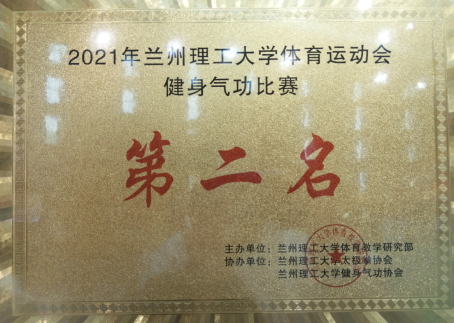 2021年兰州理工大学体育运动会
健身气功比赛
第二名
主办单位：兰州理工大学体育教学研究部
协办单位：兰州理工大学太极拳协会
兰州理工大学健身气功协会